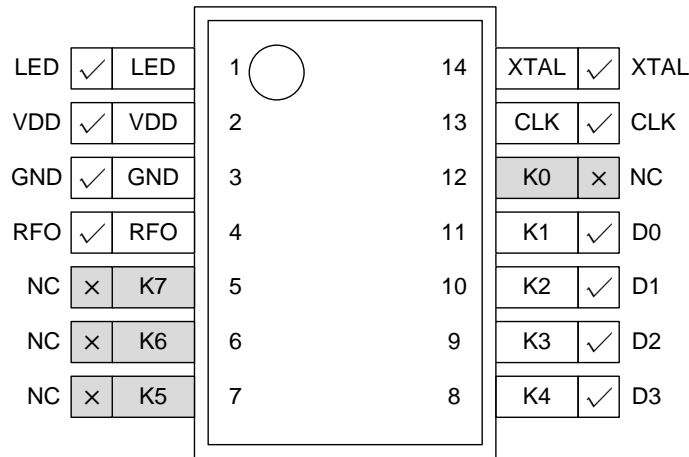 LED ✓ LED 1 14 XTAL ✓ XTAL
VDD ✓ VDD 2 13 CLK ✓ CLK
GND ✓ GND 3 12 K0 × NC
RFO ✓ RFO 4 11 K1 ✓ D0
NC × K7 5 10 K2 ✓ D1
NC × K6 6 9 K3 ✓ D2
NC × K5 7 8 K4 ✓ D3